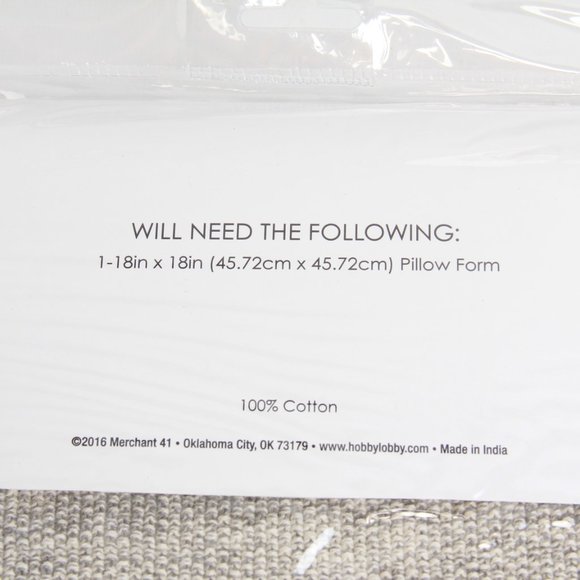 WILL NEED THE FOLLOWING:
1-18in x 18in (45.72cm x 45.72cm) Pillow Form
100% Cotton
©2016 Merchant 41 • Oklahoma City, OK 73179 • www.hobbylobby.com • Made in India